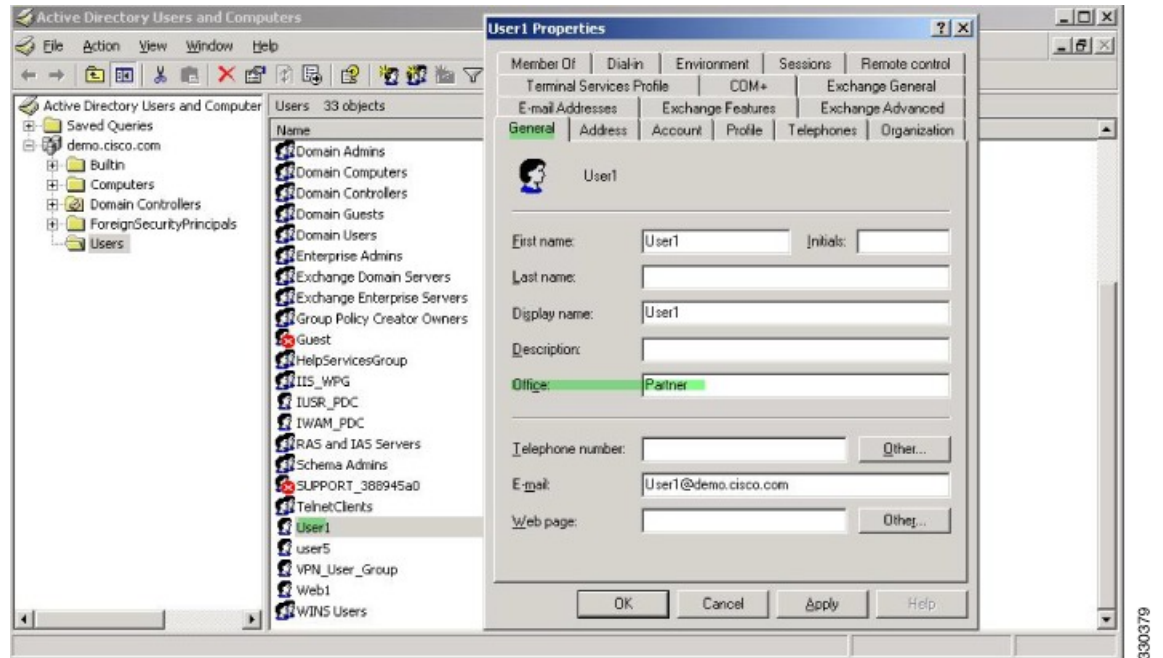 Active Directory Users and Computers
File Action View Window Help
Active Directory Users and Computer
Saved Queries
demo.cisco.com
Builtin
Computers
Domain Controllers
ForeignSecurityPrincipals
Users
Users 33 objects
Name
Domain Admins
Domain Computers
Domain Controllers
Domain Guests
Domain Users
Enterprise Admins
Exchange Domain Servers
Exchange Enterprise Servers
Group Policy Creator Owners
Guest
HelpServicesGroup
IIS_WPG
IUSR_PDC
IWAM_PDC
RAS and IAS Servers
Schema Admins
SUPPORT_388945a0
TelnetClients
User1
user5
VPN_User_Group
Web1
WINS Users
User1 Properties
Member Of Dial-in Environment Sessions Remote control
Terminal Services Profile COM+ Exchange General
E-mail Addresses Exchange Features Exchange Advanced
General Address Account Profile Telephones Organization
User1
First name: User1 Initials:
Last name:
Display name: User1
Description:
Office: Partner
Telephone number: Other...
E-mail: User1@demo.cisco.com
Web page: Other...
OK Cancel Apply Help
330379